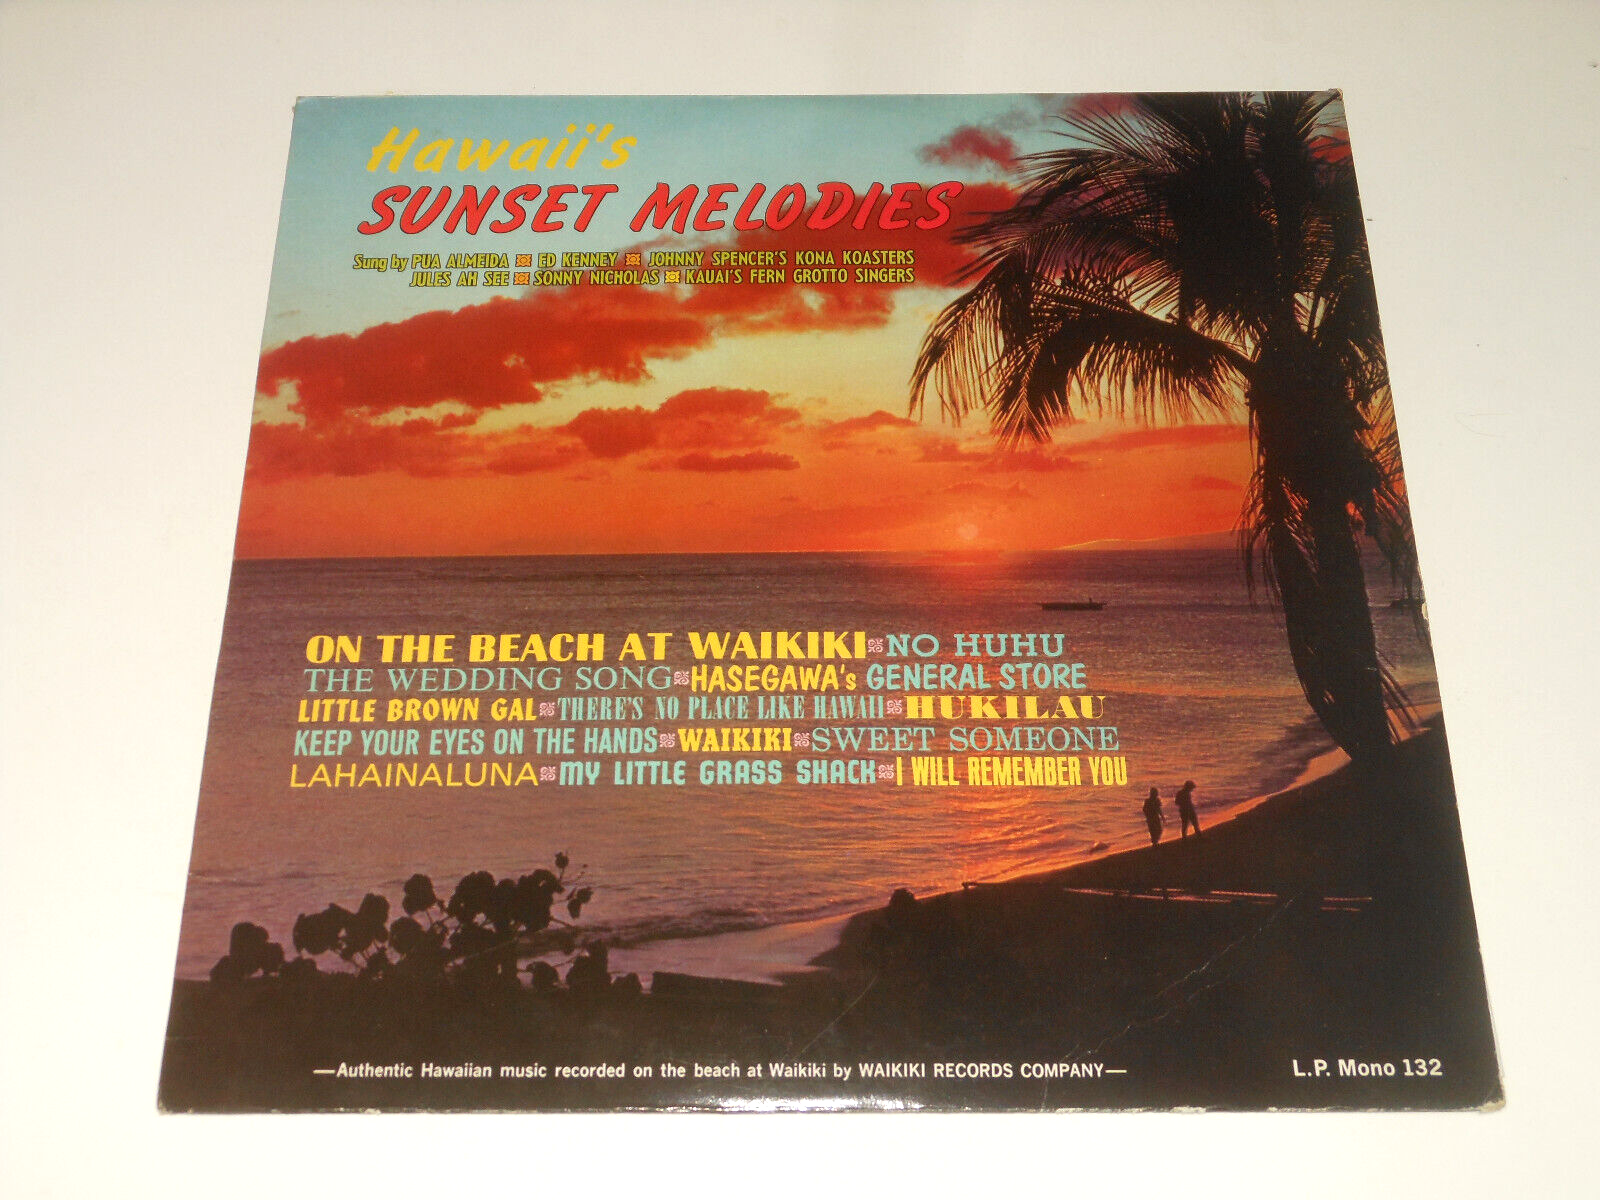 Hawaii's
SUNSET MELODIES
Sung by PUA ALMEIDA ED KENNEY JOHNNY SPENCER'S KONA KOASTERS
JULES AH SEE SONNY NICHOLAS KAUAI'S FERN GROTTO SINGERS
ON THE BEACH AT WAIKIKI NO HUHU
THE WEDDING SONG HASEGAWA's GENERAL STORE
LITTLE BROWN GAL THERE'S NO PLACE LIKE HAWAII HUKILAU
KEEP YOUR EYES ON THE HANDS WAIKIKI SWEET SOMEONE
LAHAINALUNA MY LITTLE GRASS SHACK I WILL REMEMBER YOU
—Authentic Hawaiian music recorded on the beach at Waikiki by WAIKIKI RECORDS COMPANY—
L.P. Mono 132